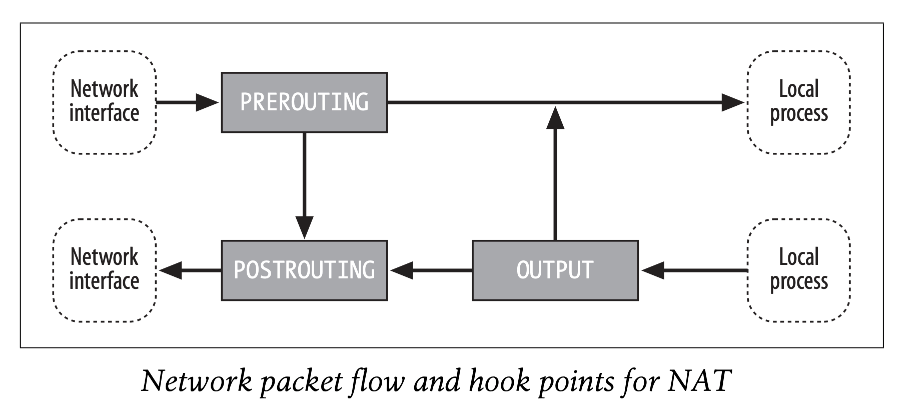 Network
interface
PREROUTING
Local
process
Network
interface
POSTROUTING
OUTPUT
Local
process
Network packet flow and hook points for NAT